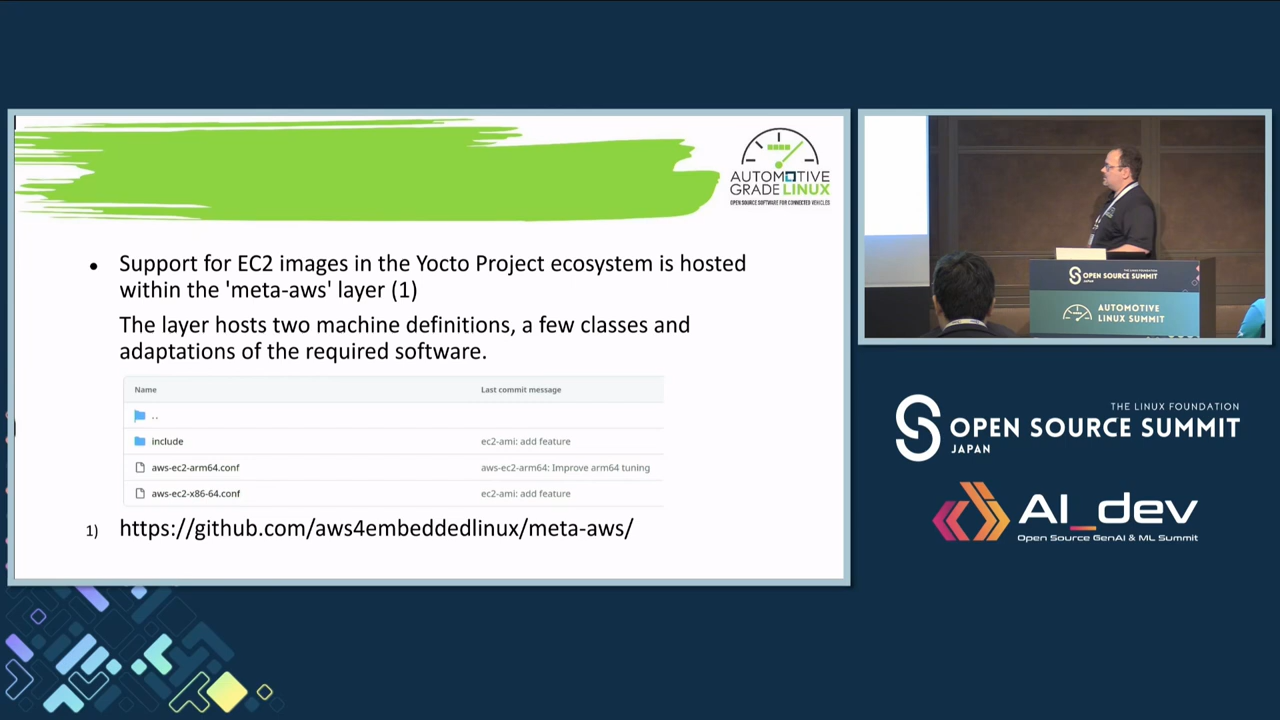 AUTOMOTIVE
GRADE LINUX
OPEN SOURCE SOFTWARE FOR CONNECTED VEHICLES
• Support for EC2 images in the Yocto Project ecosystem is hosted
within the 'meta-aws' layer (1)
The layer hosts two machine definitions, a few classes and
adaptations of the required software.
Name Last commit message
..
include ec2-ami: add feature
aws-ec2-arm64.conf aws-ec2-arm64: Improve arm64 tuning
aws-ec2-x86-64.conf ec2-ami: add feature
1) https://github.com/aws4embeddedlinux/meta-aws/
THE LINUX FOUNDATION
OPEN SOURCE SUMMIT
JAPAN
AUTOMOTIVE
LINUX SUMMIT
THE LINUX FOUNDATION
OPEN SOURCE SUMMIT
JAPAN
AI_dev
Open Source GenAI & ML Summit